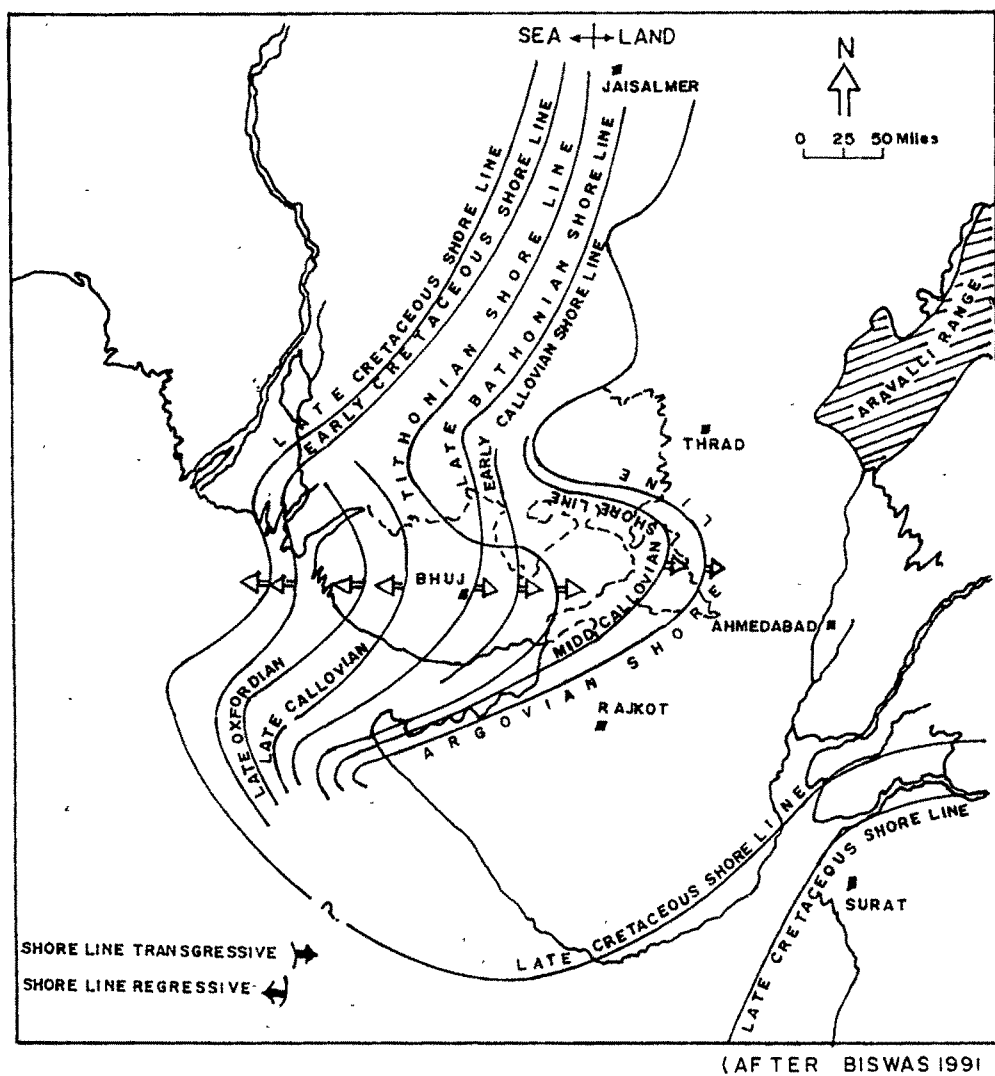 SEA LAND
JAISALMER
N
0 25 50 Miles
LATE CRETACEOUS SHORE LINE
EARLY CRETACEOUS SHORE LINE
TITHONIAN SHORE LINE
LATE BATHONIAN SHORE LINE
EARLY CALLOVIAN SHORE LINE
ARAVALCI RANGE
THRAD
MIDD CALLOVIAN SHORE LINE
BHUJ
AHMEDABAD
ARGOVIAN SHORE LINE
RAJKOT
LATE OXFORDIAN
LATE CALLOVIAN
LATE CRETACEOUS SHORE LINE
LATE CRETACEOUS SHORE LINE
SURAT
SHORE LINE TRANSGRESSIVE
SHORE LINE REGRESSIVE
(AFTER BISWAS 1991